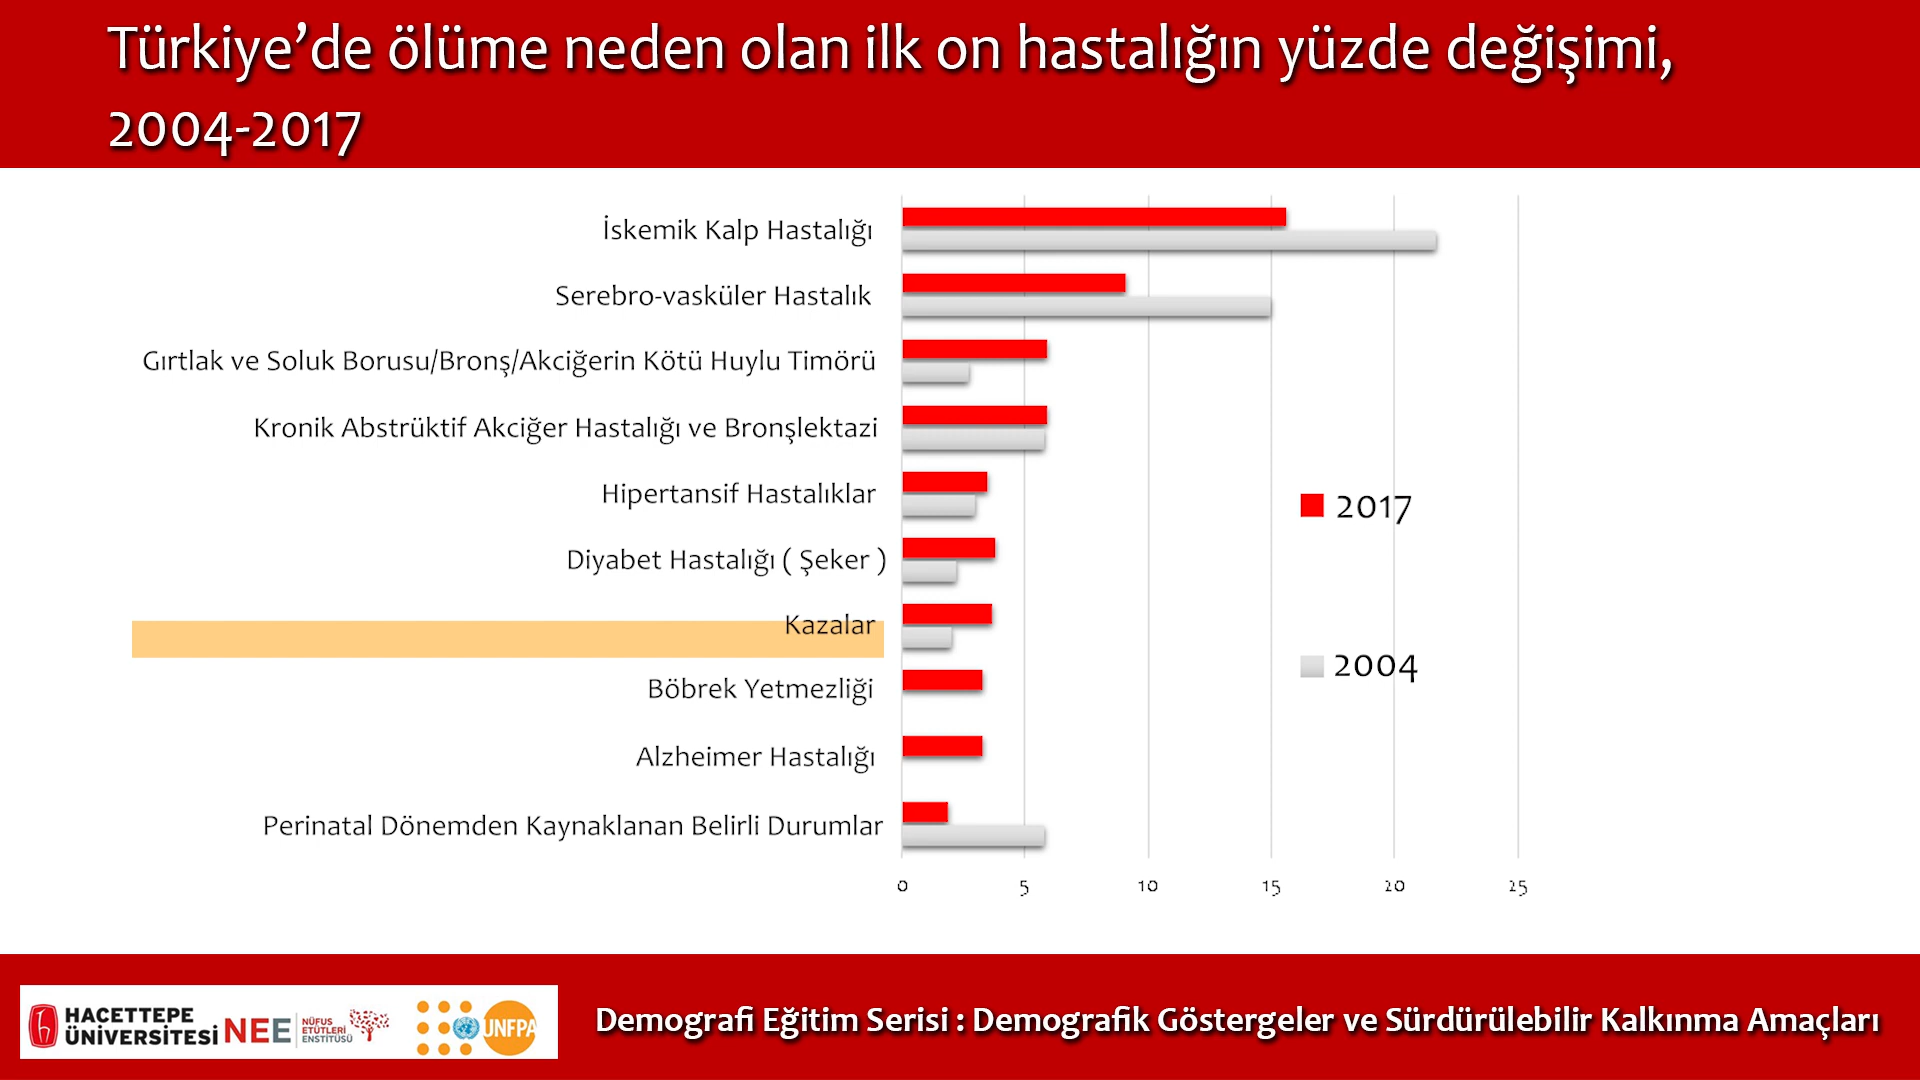 Türkiye’de ölüme neden olan ilk on hastalığın yüzde değişimi,
2004-2017
İskemik Kalp Hastalığı
Serebro-vasküler Hastalık
Gırtlak ve Soluk Borusu/Bronş/Akciğerin Kötü Huylu Timörü
Kronik Abstrüktif Akciğer Hastalığı ve Bronşlektazi
Hipertansif Hastalıklar
Diyabet Hastalığı ( Şeker )
Kazalar
Böbrek Yetmezliği
Alzheimer Hastalığı
Perinatal Dönemden Kaynaklanan Belirli Durumlar
2017
2004
0 5 10 15 20 25
HACETTEPE
ÜNİVERSİTESİ
NEE
NÜFUS
ETÜTLERİ
ENSTİTÜSÜ
UNFPA
Demografi Eğitim Serisi : Demografik Göstergeler ve Sürdürülebilir Kalkınma Amaçları